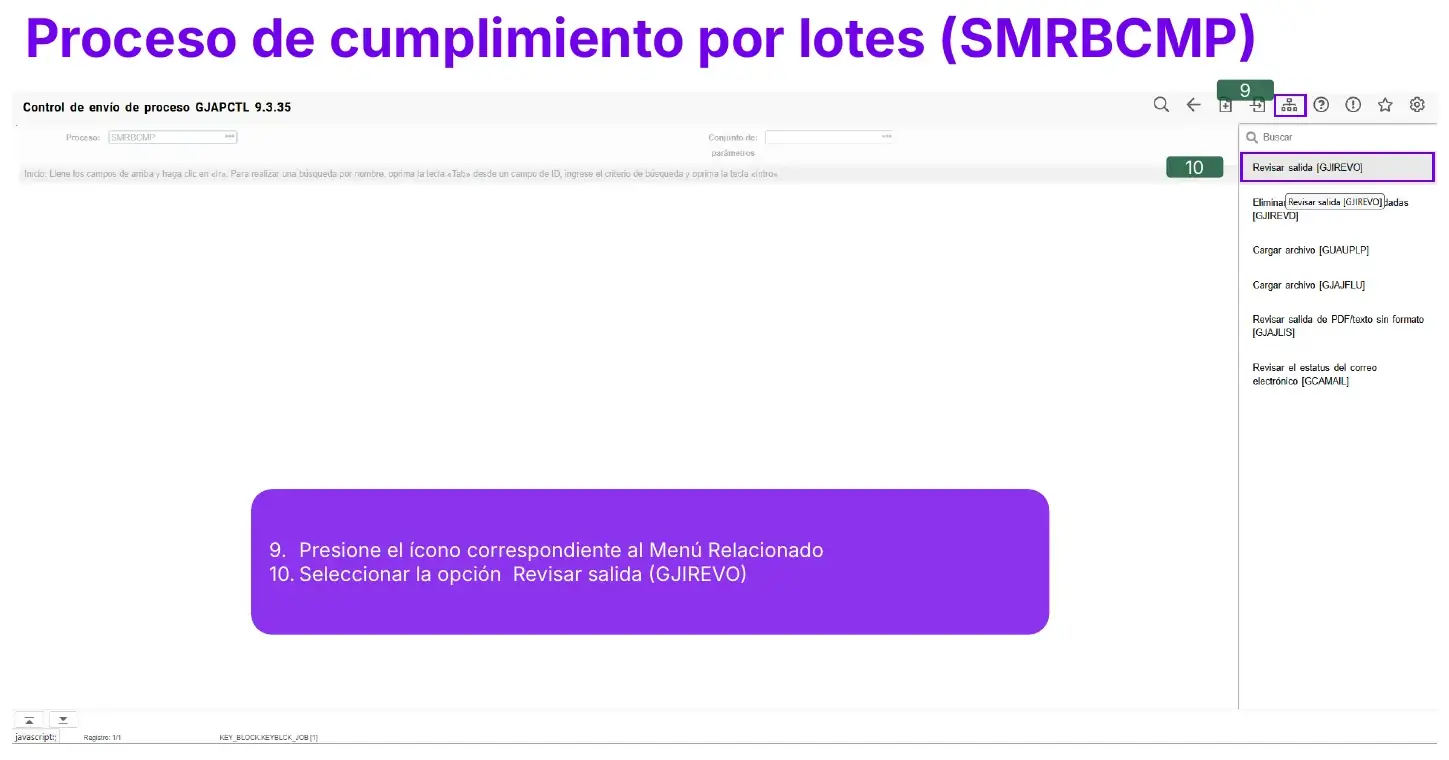 Proceso de cumplimiento por lotes (SMRBCMP)
9
Control de envío de proceso GJAPCTL 9.3.35
Proceso: SMRBCMP
Conjunto de:
parámetros
Buscar
Inicio: Llene los campos de arriba y haga clic en «Ir». Para realizar una búsqueda por nombre, oprima la tecla «Tab» desde un campo de ID, ingrese el criterio de búsqueda y oprima la tecla «Intro»
10
Revisar salida [GJIREVO]
Eliminar
Revisar salida [GJIREVO]
dadas
[GJIREVD]
Cargar archivo [GUAUPLP]
Cargar archivo [GJAJFLU]
Revisar salida de PDF/texto sin formato
[GJAJLIS]
Revisar el estatus del correo
electrónico [GCAMAIL]
9. Presione el ícono correspondiente al Menú Relacionado
10. Seleccionar la opción Revisar salida (GJIREVO)
javascript:;
Registro: 1/1
KEY_BLOCK.KEYBLCK_JOB [1]